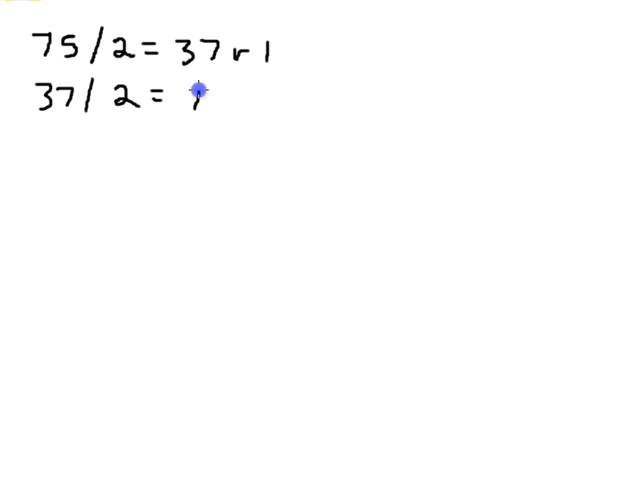 75 / 2 = 37 r 1
37 / 2 =